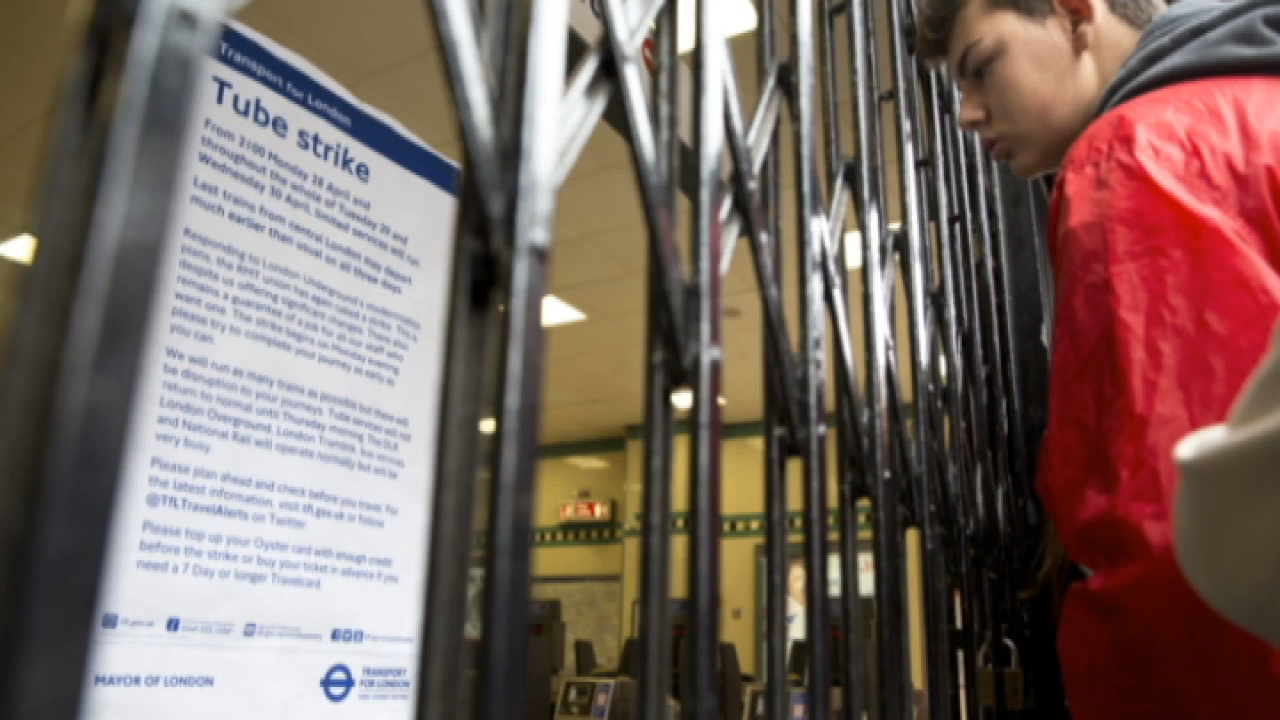 Transport for London
Tube strike
From 2100 Monday 28 April and
throughout the whole of Tuesday 29 and
Wednesday 30 April, limited services will run
Last trains from central London may depart
much earlier than usual on all three days
Responding to London Underground's modernisation
plans, the RMT union has again called a strike. This is
despite us offering significant changes. There also
remains a guarantee of a job for all our staff who
want one. The strike begins on Monday evening
please try to complete your journey as early as
you can.
We will run as many trains as possible but there will
be disruption to your journeys. Tube services will not
return to normal until Thursday morning. The DLR,
London Overground, London Tramlink, bus services
and National Rail will operate normally but will be
very busy.
Please plan ahead and check before you travel. For
the latest information, visit tfl.gov.uk or follow
@TfLTravelAlerts on Twitter.
Please top up your Oyster card with enough credit
before the strike or buy your ticket in advance if you
need a 7 Day or longer Travelcard.
tfl.gov.uk
MAYOR OF LONDON
TRANSPORT
FOR LONDON